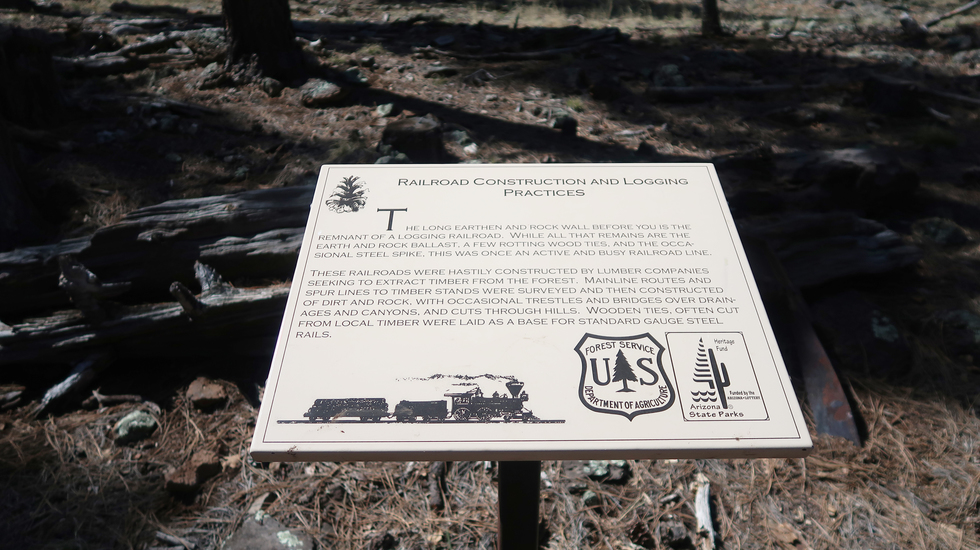 RAILROAD CONSTRUCTION AND LOGGING
PRACTICES
THE LONG EARTHEN AND ROCK WALL BEFORE YOU IS THE
REMNANT OF A LOGGING RAILROAD. WHILE ALL THAT REMAINS ARE THE
EARTH AND ROCK BALLAST, A FEW ROTTING WOOD TIES, AND THE OCCA-
SIONAL STEEL SPIKE, THIS WAS ONCE AN ACTIVE AND BUSY RAILROAD LINE.
THESE RAILROADS WERE HASTILY CONSTRUCTED BY LUMBER COMPANIES
SEEKING TO EXTRACT TIMBER FROM THE FOREST. MAINLINE ROUTES AND
SPUR LINES TO TIMBER STANDS WERE SURVEYED AND THEN CONSTRUCTED
OF DIRT AND ROCK, WITH OCCASIONAL TRESTLES AND BRIDGES OVER DRAIN-
AGES AND CANYONS, AND CUTS THROUGH HILLS. WOODEN TIES, OFTEN CUT
FROM LOCAL TIMBER WERE LAID AS A BASE FOR STANDARD GAUGE STEEL
RAILS.
FOREST SERVICE
US
DEPARTMENT OF AGRICULTURE
Heritage
Fund
Funded by the
ARIZONA LOTTERY
Arizona
State Parks